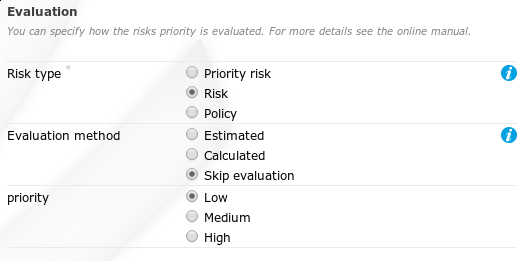 Evaluation
You can specify how the risks priority is evaluated. For more details see the online manual.
Risk type * Priority risk
Risk
Policy
Evaluation method Estimated
Calculated
Skip evaluation
priority Low
Medium
High